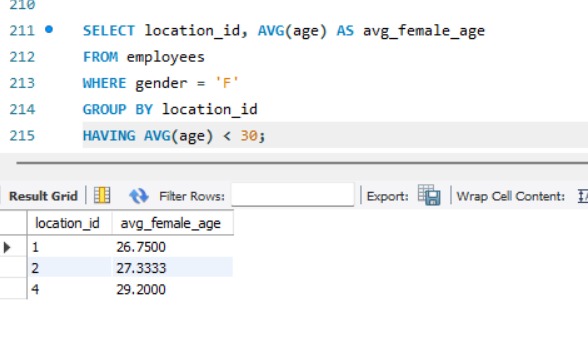 210
211 SELECT location_id, AVG(age) AS avg_female_age
212 FROM employees
213 WHERE gender = 'F'
214 GROUP BY location_id
215 HAVING AVG(age) < 30;
Result Grid Filter Rows: Export: Wrap Cell Content:
location_id avg_female_age
1 26.7500
2 27.3333
4 29.2000